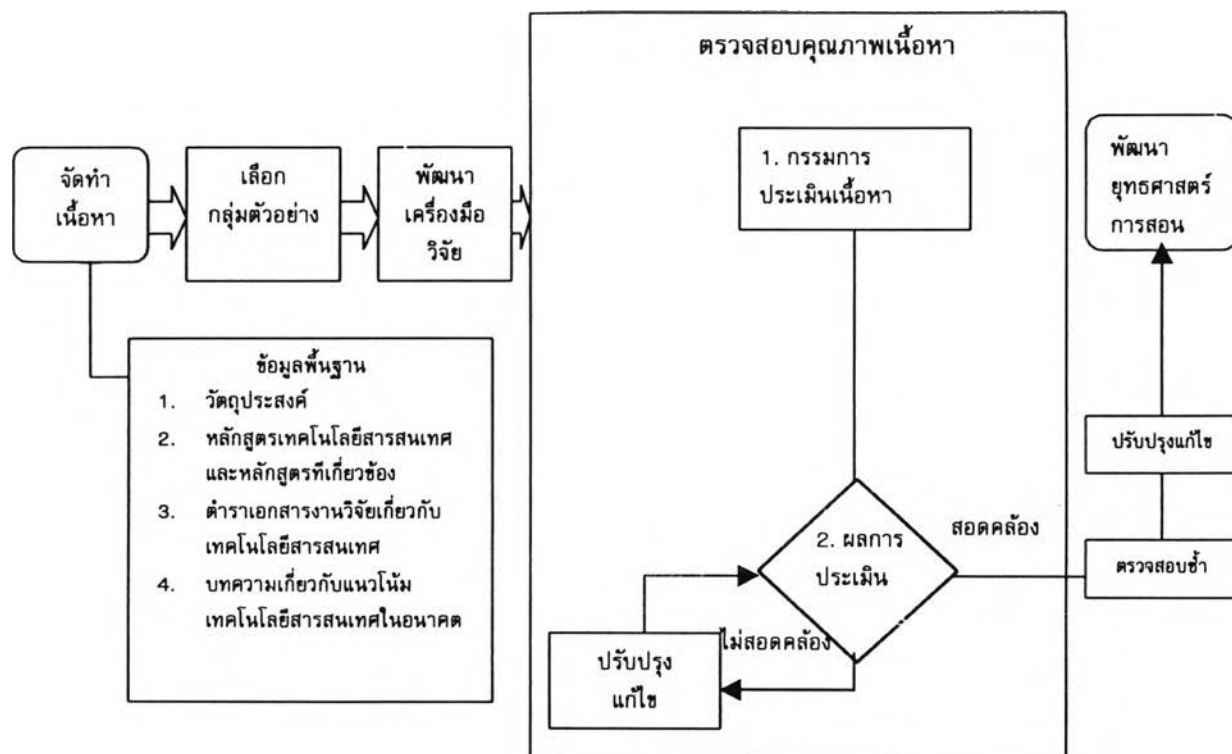 ตรวจสอบคุณภาพเนื้อหา
จัดทำ
เนื้อหา
เลือก
กลุ่มตัวอย่าง
พัฒนา
เครื่องมือ
วิจัย
1. กรรมการ
ประเมินเนื้อหา
พัฒนา
ยุทธศาสตร์
การสอน
ข้อมูลพื้นฐาน
1. วัตถุประสงค์
2. หลักสูตรเทคโนโลยีสารสนเทศ
และหลักสูตรทีเกี่ยวข้อง
3. ตำราเอกสารงานวิจัยเกี่ยวกับ
เทคโนโลยีสารสนเทศ
4. บทความเกี่ยวกับแนวโน้ม
เทคโนโลยีสารสนเทศในอนาคต
2. ผลการ
ประเมิน
สอดคล้อง
ไม่สอดคล้อง
ปรับปรุง
แก้ไข
ปรับปรุงแก้ไข
ตรวจสอบซ้ำ